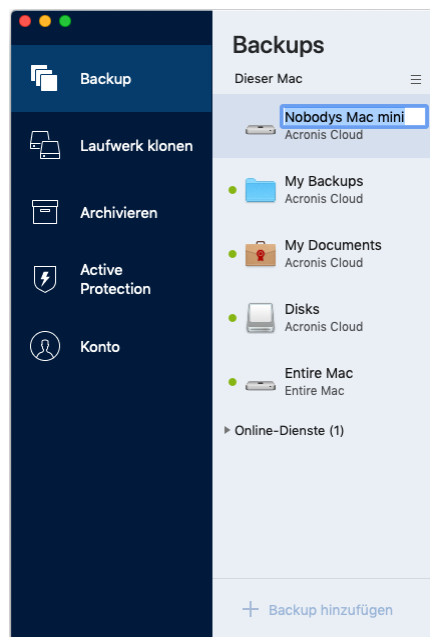 Backup
Laufwerk klonen
Archivieren
Active
Protection
Konto
Backups
Dieser Mac
Nobodys Mac mini
Acronis Cloud
My Backups
Acronis Cloud
My Documents
Acronis Cloud
Disks
Acronis Cloud
Entire Mac
Entire Mac
Online-Dienste (1)
Backup hinzufügen